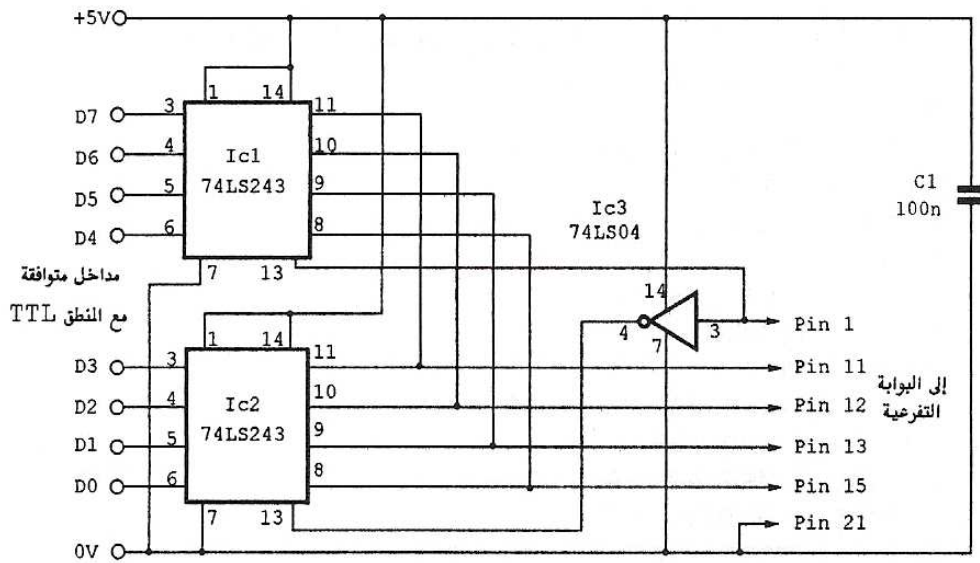 +5V
1 14
D7 3 11
D6 4 10
Ic1
74LS243
D5 5 9
D4 6 8
7 13
Ic3
74LS04
C1
100n
مداخل متوافقة
مع المنطق TTL
14
4 3
7
Pin 1
1 14
D3 3 11
Pin 11
D2 4 10
Pin 12
Ic2
74LS243
D1 5 9
Pin 13
D0 6 8
Pin 15
7 13
Pin 21
إلى البوابة
التفرعية
0V